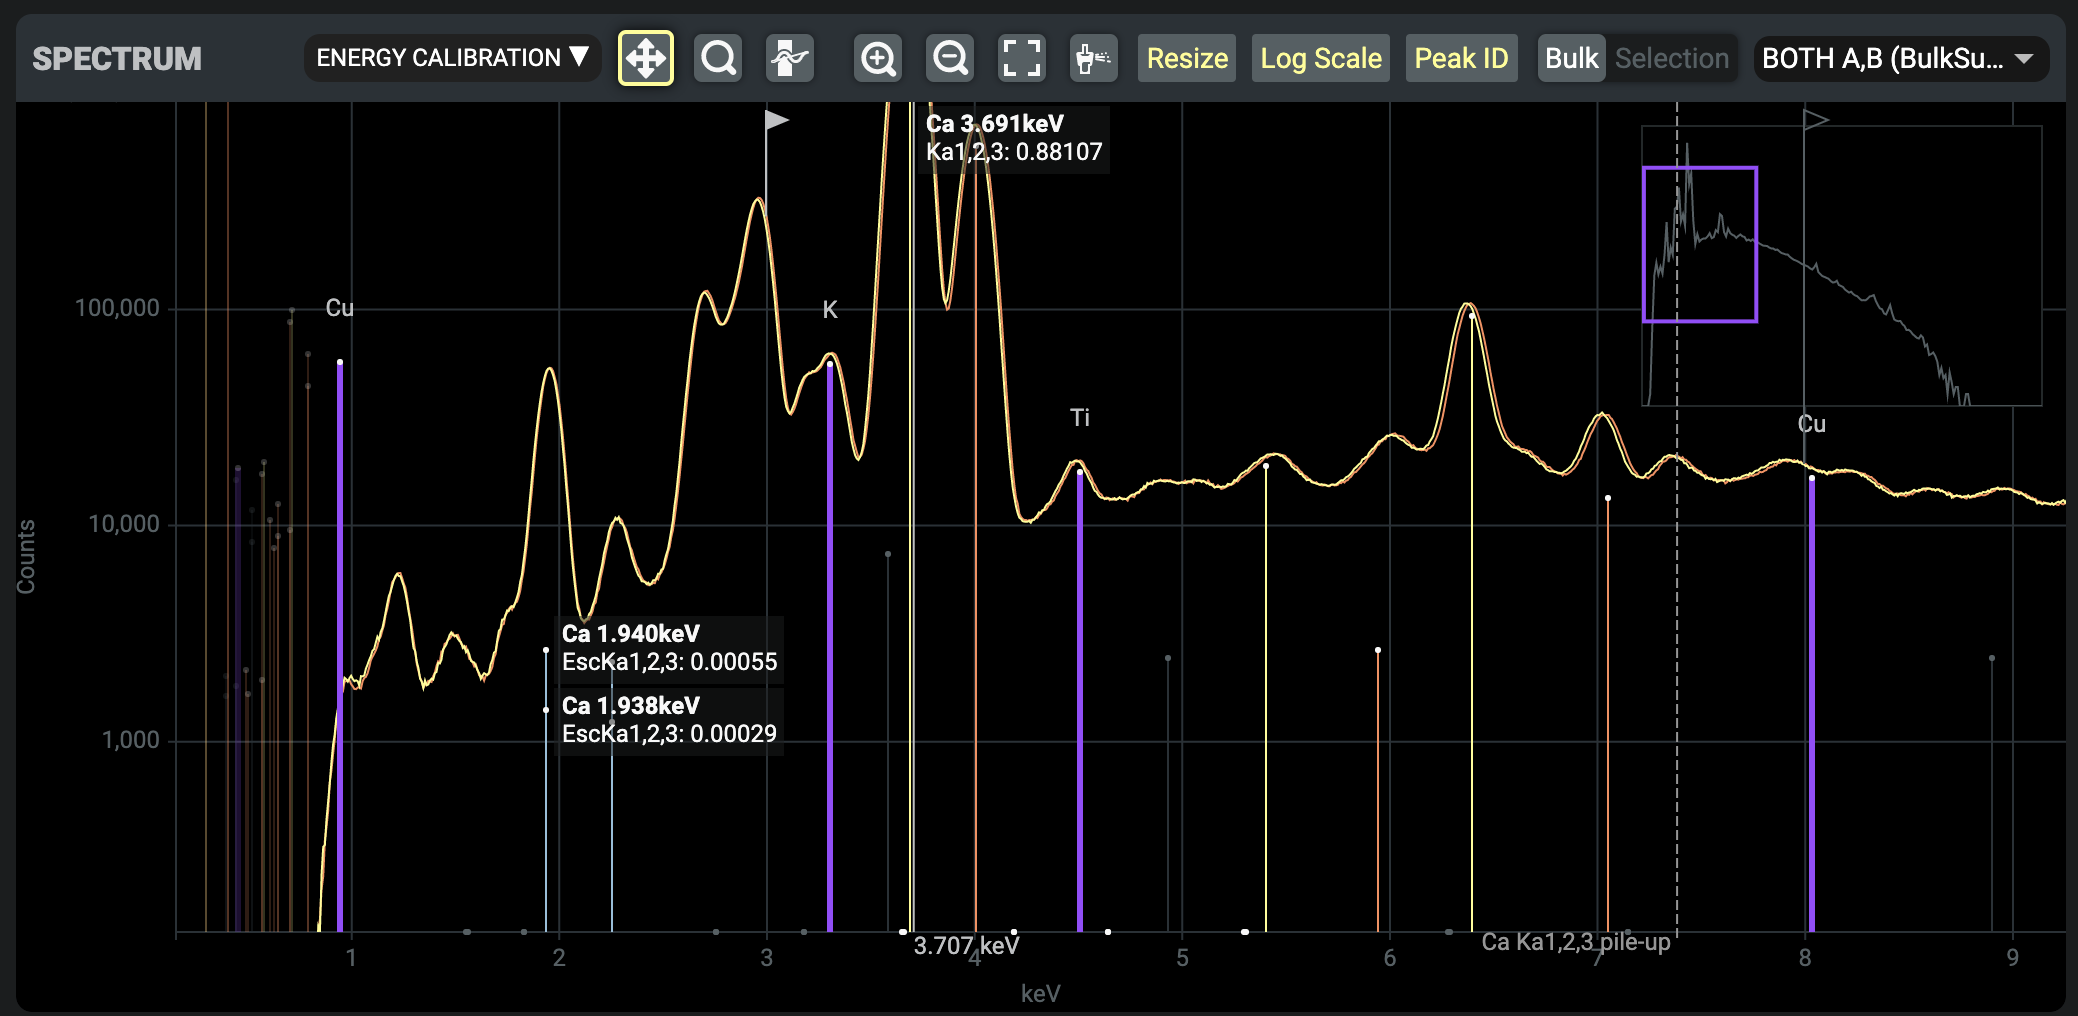 SPECTRUM
ENERGY CALIBRATION ▼
Resize
Log Scale
Peak ID
Bulk
Selection
BOTH A,B (BulkSu...
Ca 3.691keV
Ka1,2,3: 0.88107
Cu
K
Ti
Cu
100,000
10,000
1,000
Counts
Ca 1.940keV
EscKa1,2,3: 0.00055
Ca 1.938keV
EscKa1,2,3: 0.00029
3.707 keV
Ca Ka1,2,3 pile-up
1
2
3
4
5
6
7
8
9
keV